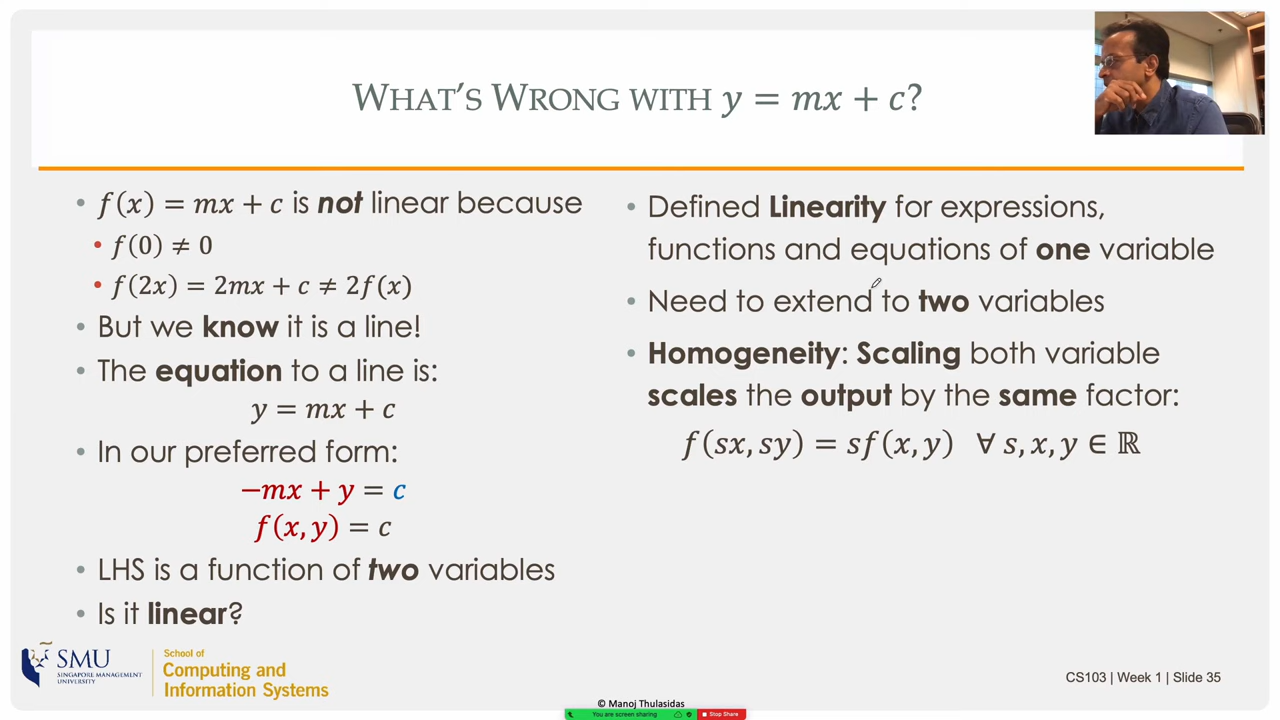 WHAT'S WRONG WITH y = mx + c?
• f(x) = mx + c is not linear because
• f(0) ≠ 0
• f(2x) = 2mx + c ≠ 2f(x)
• But we know it is a line!
• The equation to a line is:
y = mx + c
• In our preferred form:
−mx + y = c
f(x, y) = c
• LHS is a function of two variables
• Is it linear?
• Defined Linearity for expressions,
functions and equations of one variable
• Need to extend to two variables
• Homogeneity: Scaling both variable
scales the output by the same factor:
f(sx, sy) = sf(x, y) ∀ s, x, y ∈ ℝ
SMU
SINGAPORE MANAGEMENT
UNIVERSITY
School of
Computing and
Information Systems
CS103 | Week 1 | Slide 35
© Manoj Thulasidas
You are screen sharing
Stop Share